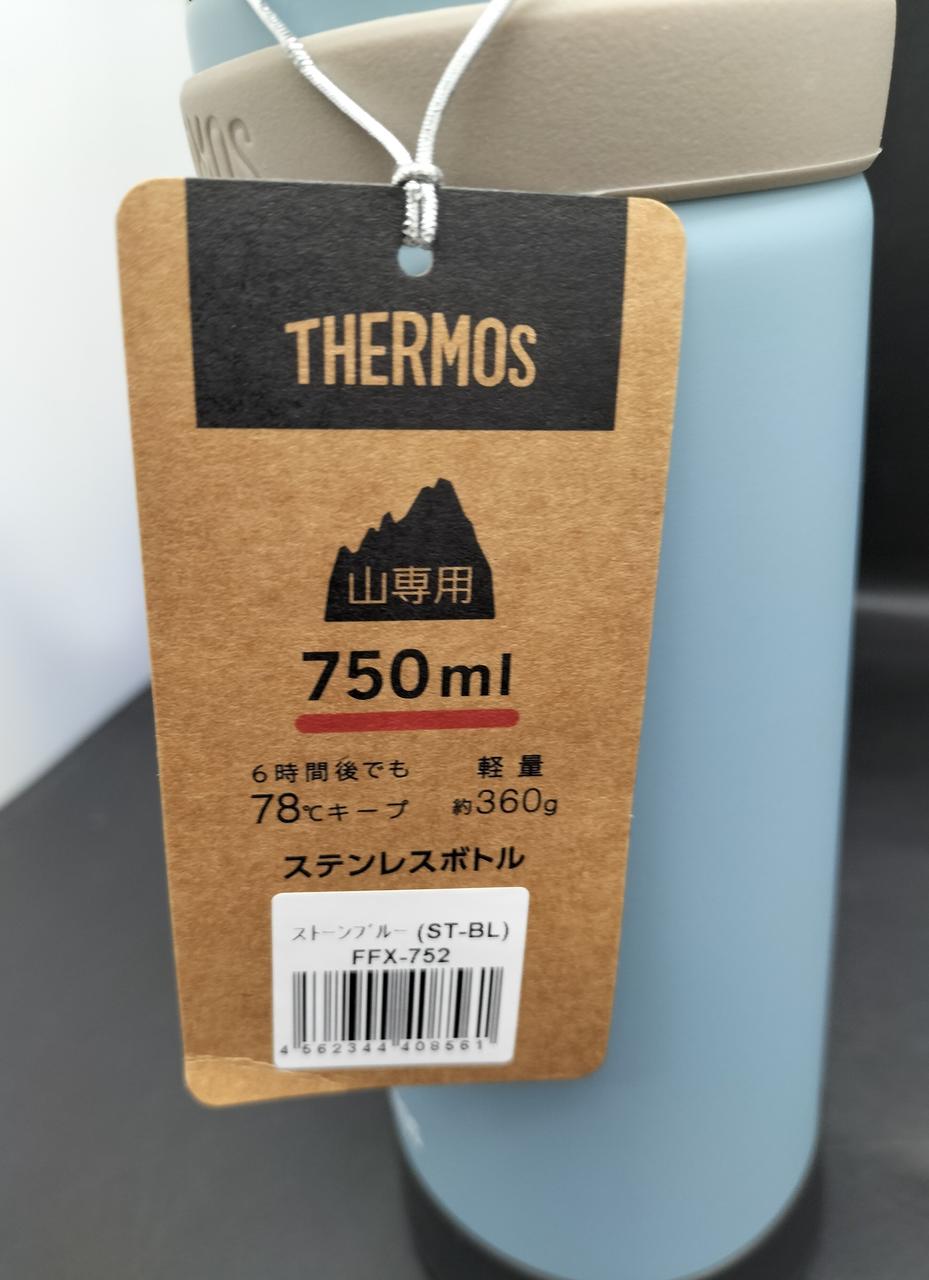 MOS
THERMOS
山専用
750ml
6時間後でも
78℃キープ
軽量
約360g
ステンレスボトル
ストーンブルー (ST-BL)
FFX-752
4 562344 408561